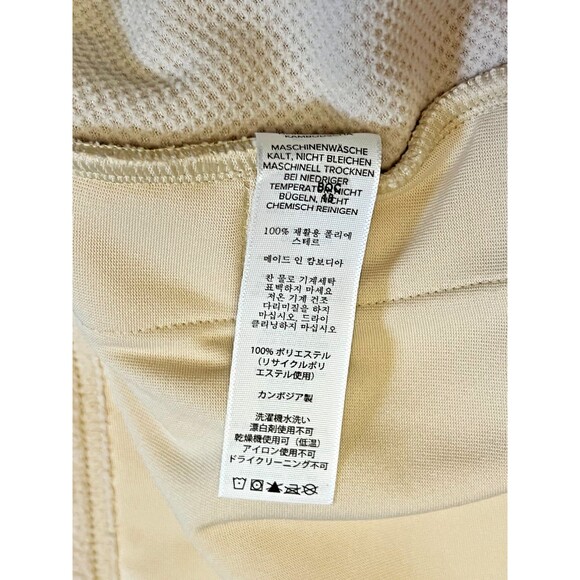 MASCHINENWÄSCHE
KALT, NICHT BLEICHEN
MASCHINELL TROCKNEN
BEI NIEDRIGER
TEMPERATUR, NICHT
BÜGELN, NICHT
CHEMISCH REINIGEN
100% 재활용 폴리에
스테르
메이드 인 캄보디아
찬 물로 기계세탁
표백하지 마세요
저온 기계 건조
다리미질을 하지
마십시오. 드라이
클리닝하지 마십시오
100% ポリエステル
(リサイクルポリ
エステル使用)
カンボジア製
洗濯機水洗い
漂白剤使用不可
乾燥機使用可(低温)
アイロン使用不可
ドライクリーニング不可